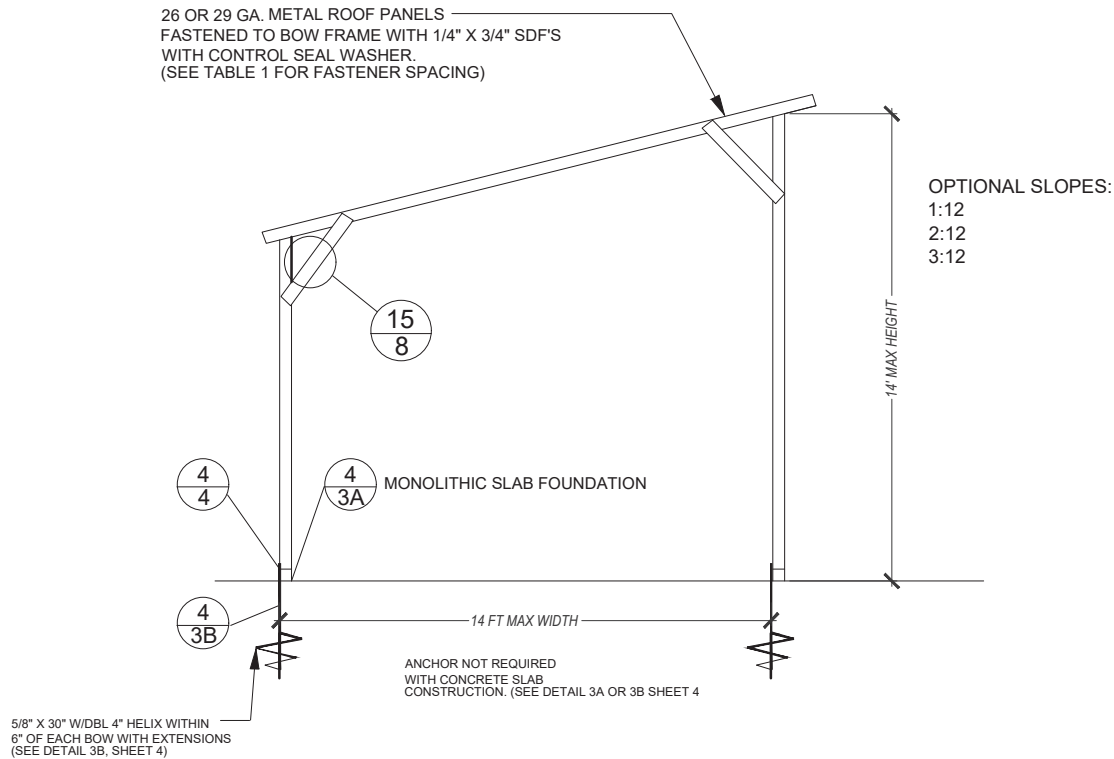 26 OR 29 GA. METAL ROOF PANELS
FASTENED TO BOW FRAME WITH 1/4" X 3/4" SDF'S
WITH CONTROL SEAL WASHER.
(SEE TABLE 1 FOR FASTENER SPACING)
OPTIONAL SLOPES:
1:12
2:12
3:12
15
8
14' MAX HEIGHT
4
4
4
3A
MONOLITHIC SLAB FOUNDATION
4
3B
14 FT MAX WIDTH
ANCHOR NOT REQUIRED
WITH CONCRETE SLAB
CONSTRUCTION. (SEE DETAIL 3A OR 3B SHEET 4
5/8" X 30" W/DBL 4" HELIX WITHIN
6" OF EACH BOW WITH EXTENSIONS
(SEE DETAIL 3B, SHEET 4)